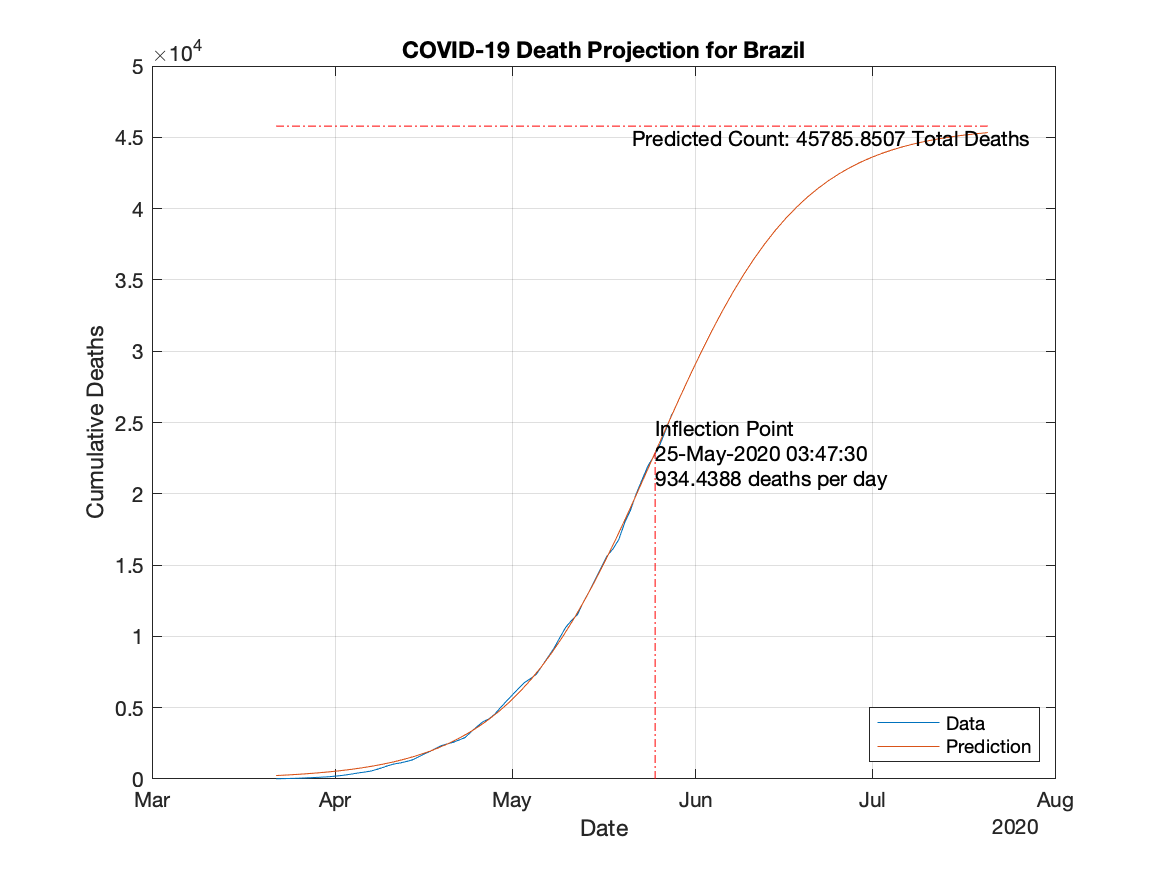 COVID-19 Death Projection for Brazil
×10⁴
5
4.5
4
3.5
3
2.5
2
1.5
1
0.5
0
Cumulative Deaths
Predicted Count: 45785.8507 Total Deaths
Inflection Point
25-May-2020 03:47:30
934.4388 deaths per day
Data
Prediction
Mar Apr May Jun Jul Aug
Date
2020